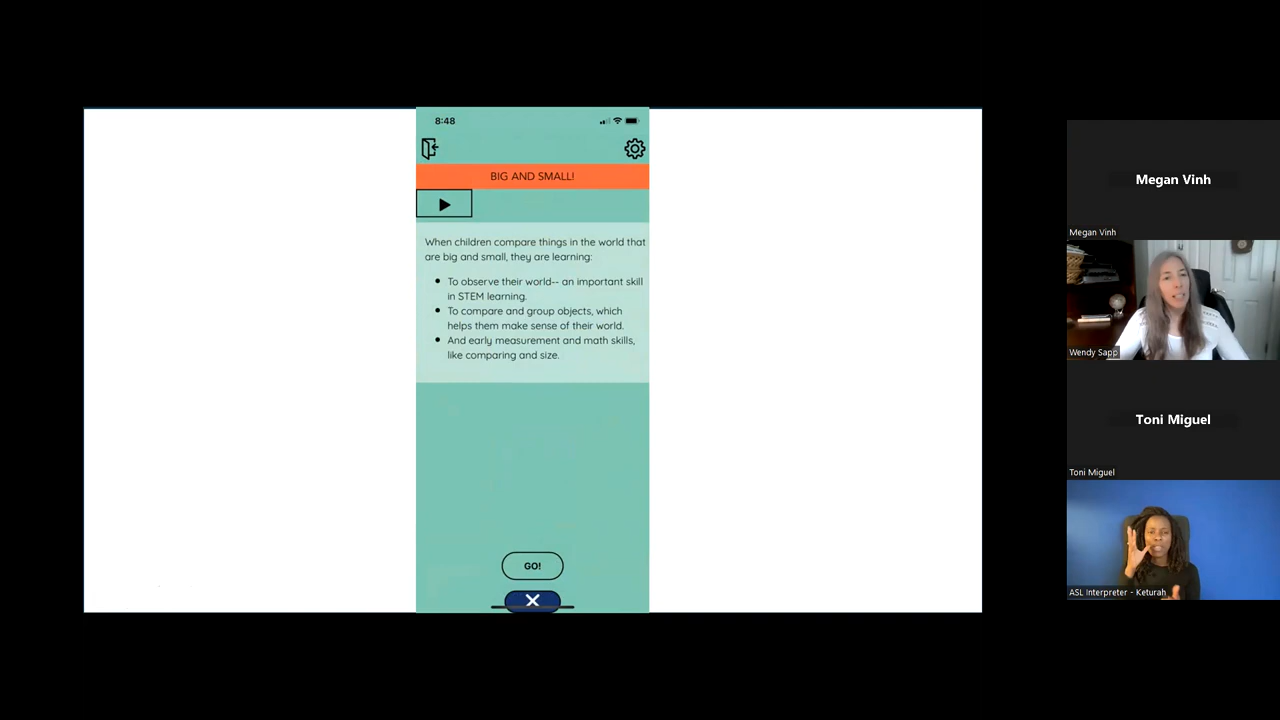 8:48
BIG AND SMALL!
When children compare things in the world that
are big and small, they are learning:
To observe their world-- an important skill
in STEM learning.
To compare and group objects, which
helps them make sense of their world.
And early measurement and math skills,
like comparing and size.
GO!
Megan Vinh
Megan Vinh
Wendy Sapp
Toni Miguel
Toni Miguel
ASL Interpreter - Keturah